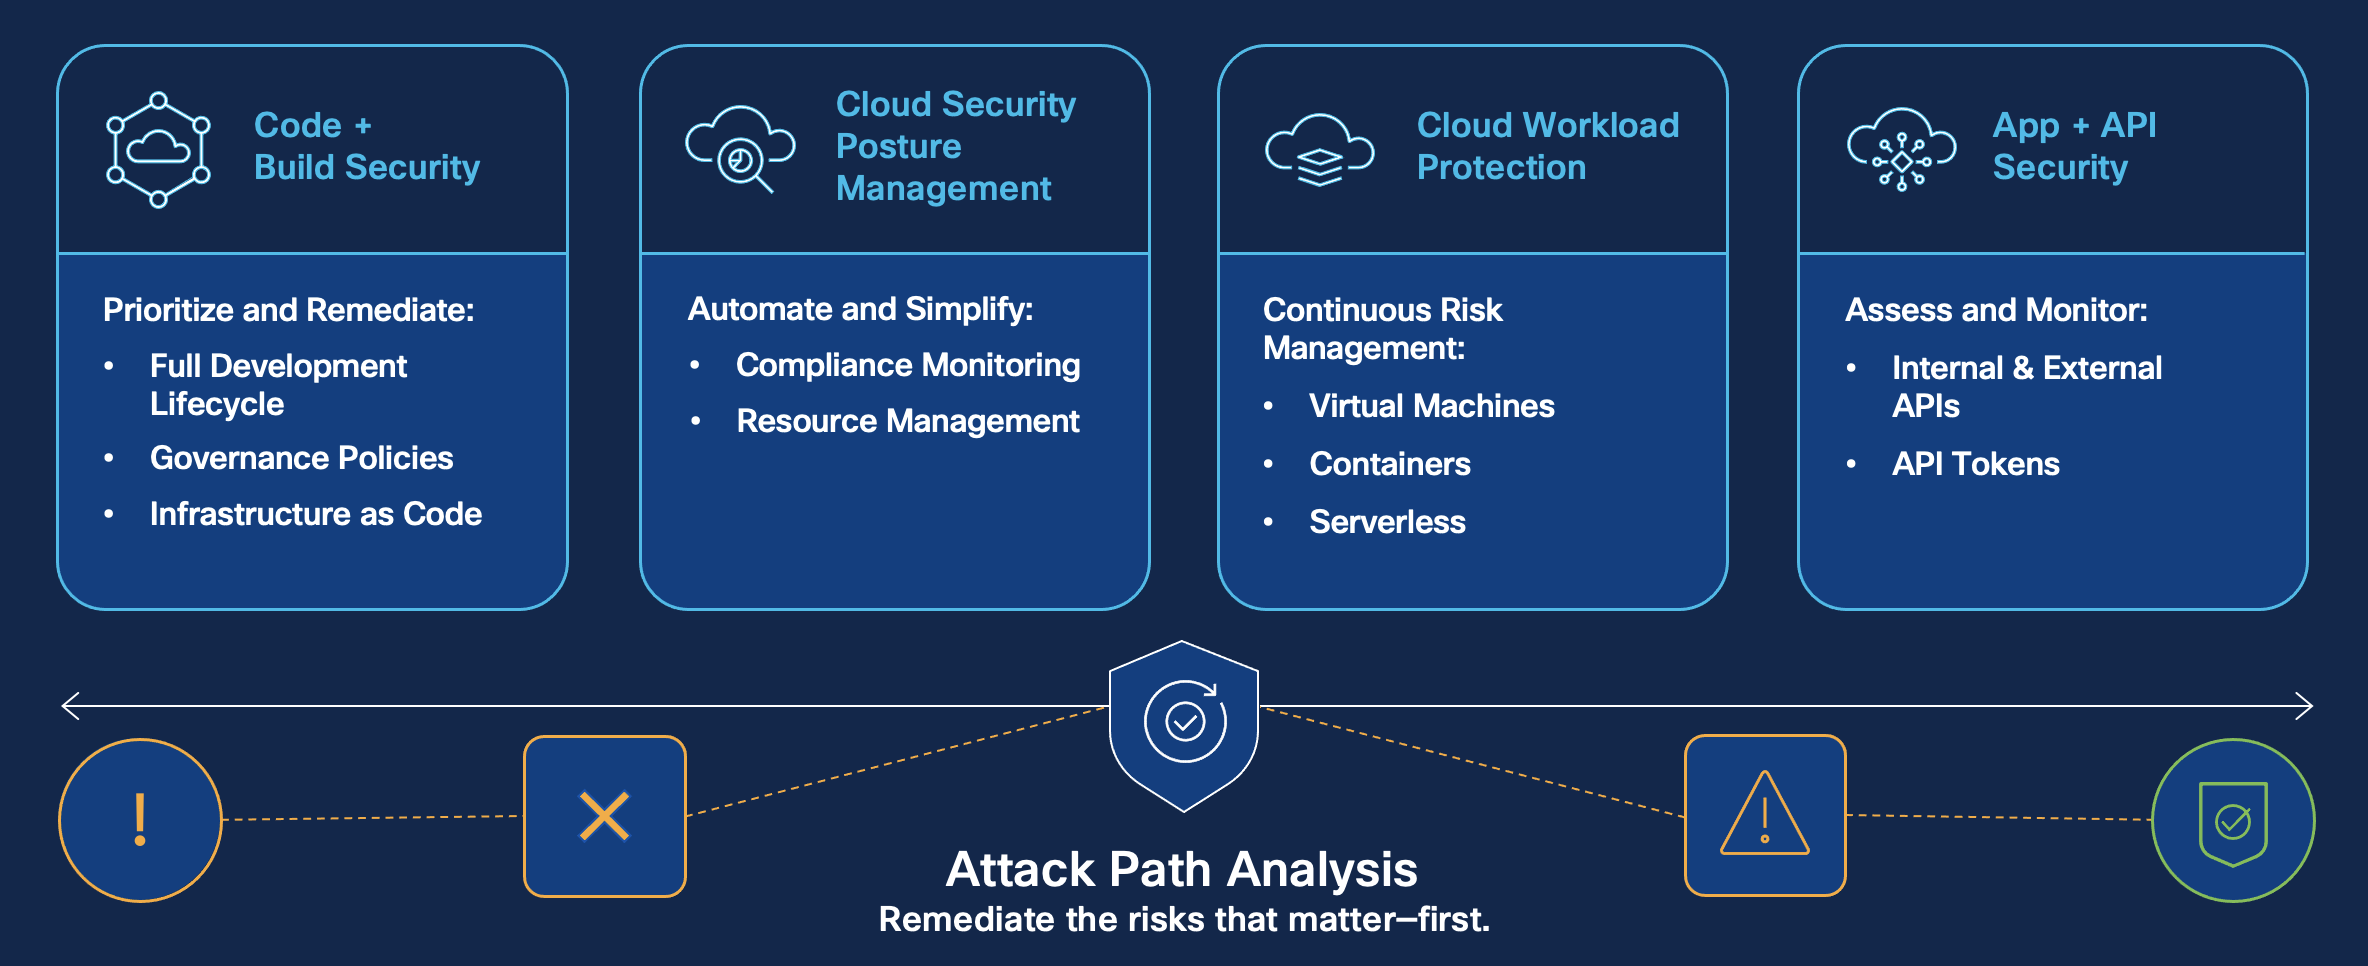 Code +
Build Security
Prioritize and Remediate:
• Full Development
Lifecycle
• Governance Policies
• Infrastructure as Code
Cloud Security
Posture
Management
Automate and Simplify:
• Compliance Monitoring
• Resource Management
Cloud Workload
Protection
Continuous Risk
Management:
• Virtual Machines
• Containers
• Serverless
App + API
Security
Assess and Monitor:
• Internal & External
APIs
• API Tokens
Attack Path Analysis
Remediate the risks that matter—first.